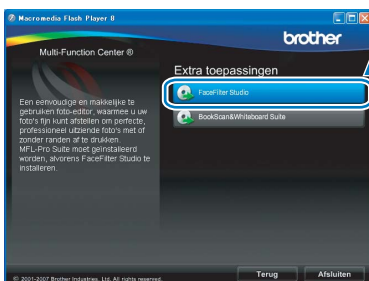 Macromedia Flash Player 8
brother
Multi-Function Center ®
Extra toepassingen
FaceFilter Studio
BookScan&Whiteboard Suite
Een eenvoudige en makkelijke te
gebruiken foto-editor, waarmee u uw
foto's fijn kunt afstellen om perfecte,
professioneel uitziende foto's met of
zonder randen af te drukken.
MFL-Pro Suite moet geïnstalleerd
worden, alvorens FaceFilter Studio te
installeren.
© 2001-2007 Brother Industries, Ltd. All rights reserved.
Terug
Afsluiten